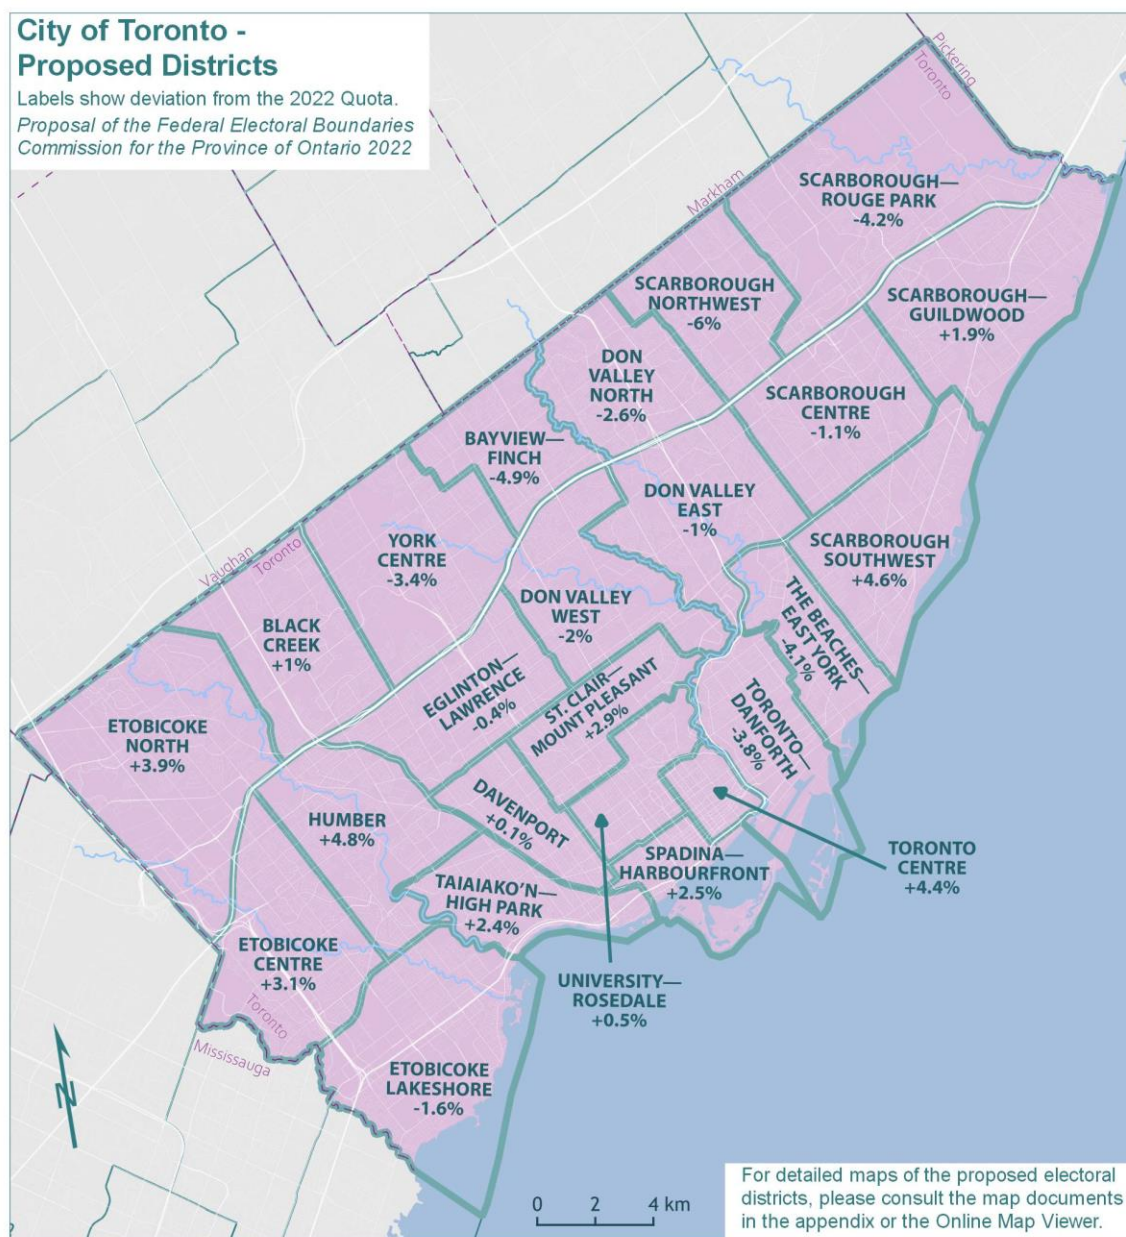 City of Toronto -
Proposed Districts
Labels show deviation from the 2022 Quota.
Proposal of the Federal Electoral Boundaries
Commission for the Province of Ontario 2022
Pickering
Toronto
Markham
SCARBOROUGH—
ROUGE PARK
-4.2%
SCARBOROUGH
NORTHWEST
-6%
SCARBOROUGH—
GUILDWOOD
+1.9%
DON
VALLEY
NORTH
-2.6%
SCARBOROUGH
CENTRE
-1.1%
BAYVIEW—
FINCH
-4.9%
DON VALLEY
EAST
-1%
YORK
CENTRE
-3.4%
SCARBOROUGH
SOUTHWEST
+4.6%
Vaughan
Toronto
DON VALLEY
WEST
-2%
THE BEACHES—
EAST YORK
-4.1%
BLACK
CREEK
+1%
EGLINTON—
LAWRENCE
-0.4%
ST. CLAIR—
MOUNT PLEASANT
+2.9%
TORONTO—
DANFORTH
-3.8%
ETOBICOKE
NORTH
+3.9%
HUMBER
+4.8%
DAVENPORT
+0.1%
SPADINA—
HARBOURFRONT
+2.5%
TORONTO
CENTRE
+4.4%
TAIAIAKO'N—
HIGH PARK
+2.4%
ETOBICOKE
CENTRE
+3.1%
UNIVERSITY—
ROSEDALE
+0.5%
Toronto
Mississauga
ETOBICOKE
LAKESHORE
-1.6%
N
0 2 4 km
For detailed maps of the proposed electoral
districts, please consult the map documents
in the appendix or the Online Map Viewer.